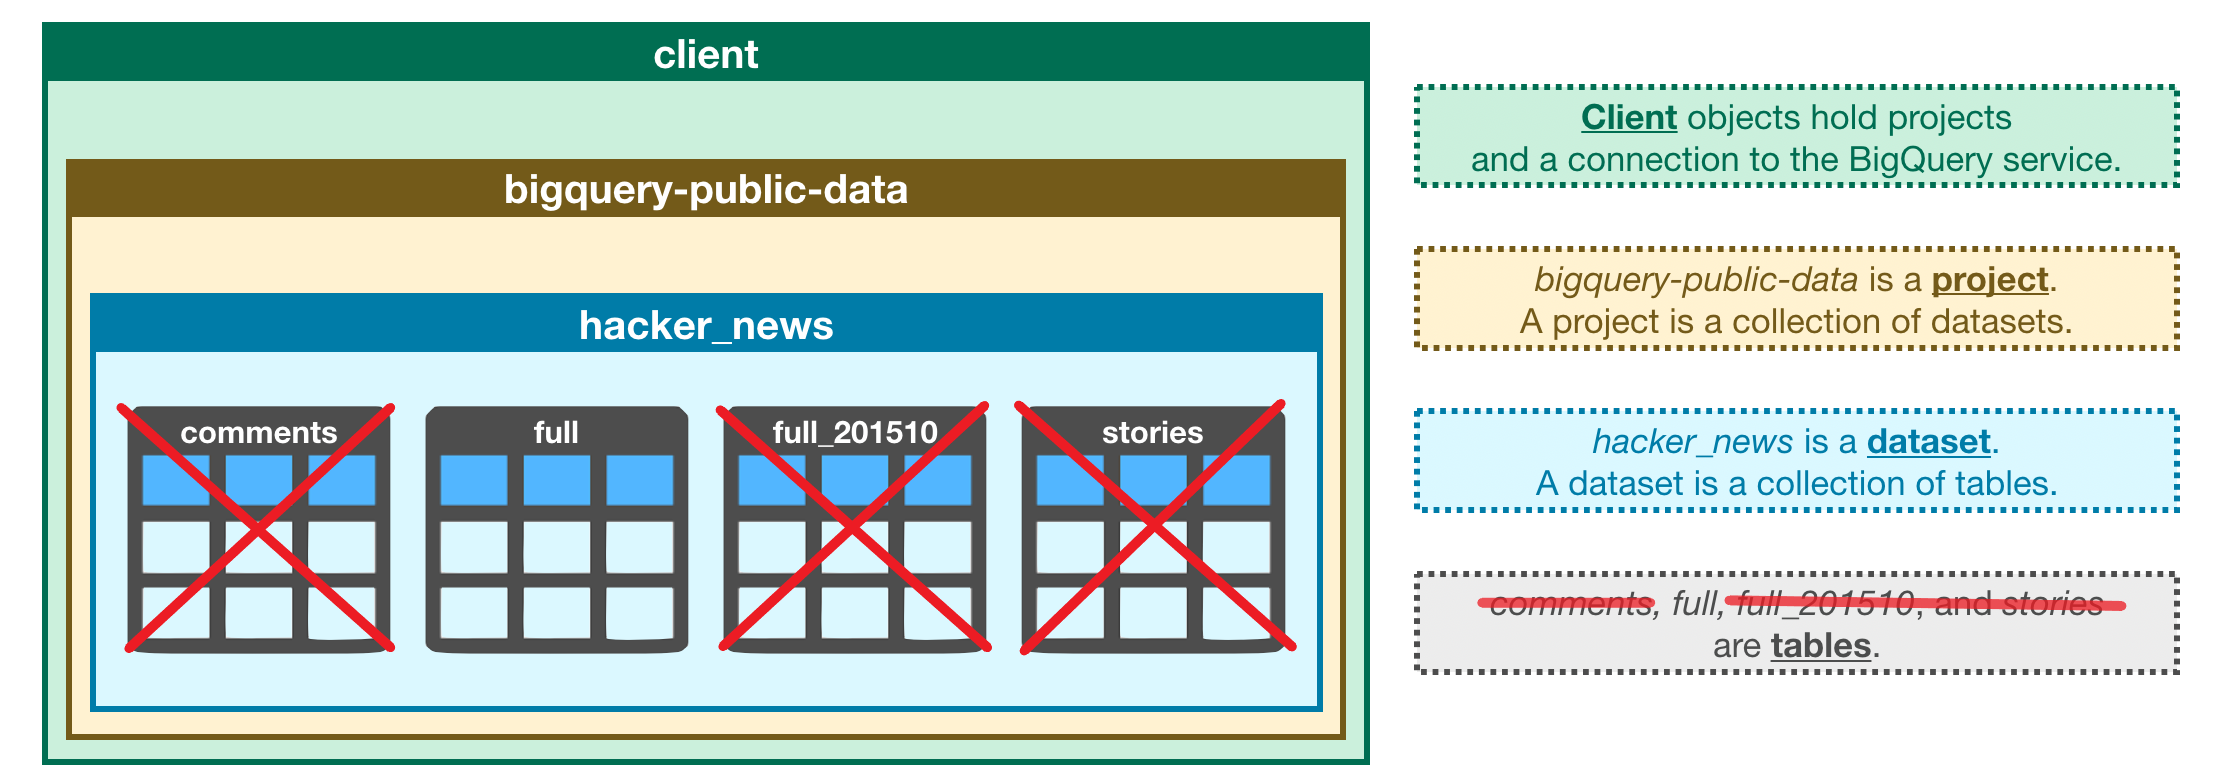 client
bigquery-public-data
hacker_news
comments
full
full_201510
stories
Client objects hold projects
and a connection to the BigQuery service.
bigquery-public-data is a project.
A project is a collection of datasets.
hacker_news is a dataset.
A dataset is a collection of tables.
comments, full, full_201510, and stories
are tables.